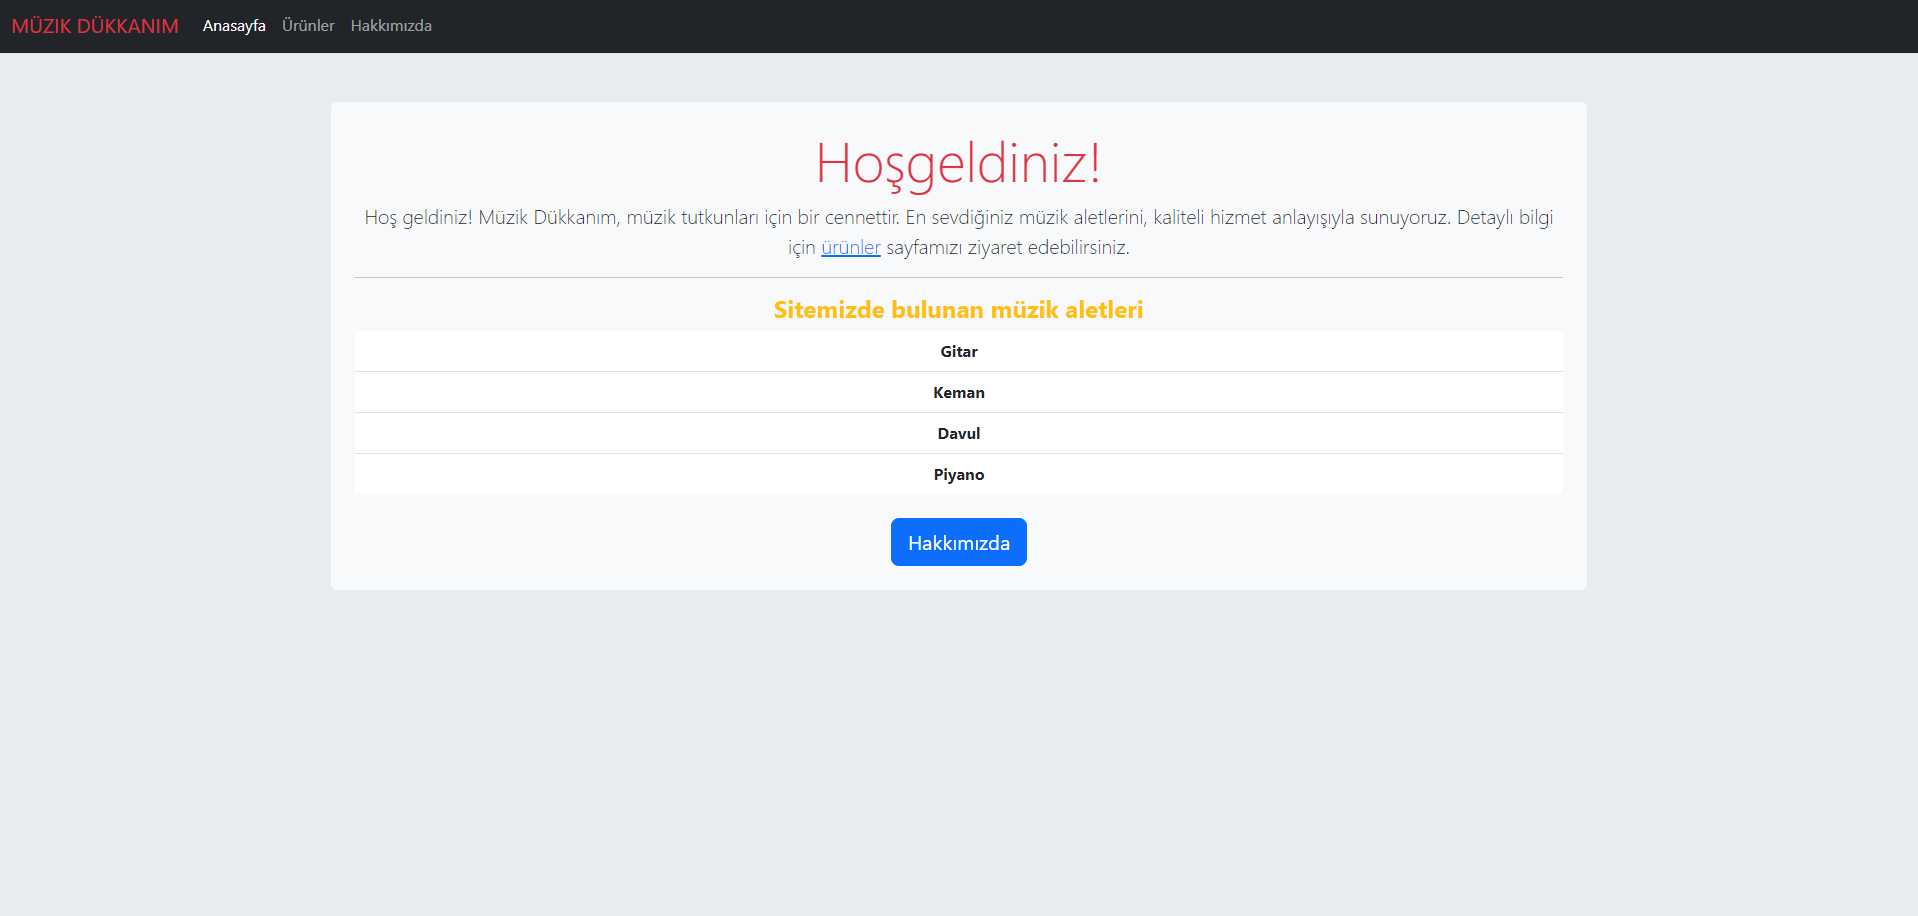 MÜZIK DÜKKANIM Anasayfa Ürünler Hakkımızda
Hoşgeldiniz!
Hoş geldiniz! Müzik Dükkanım, müzik tutkunları için bir cennettir. En sevdiğiniz müzik aletlerini, kaliteli hizmet anlayışıyla sunuyoruz. Detaylı bilgi
için ürünler sayfamızı ziyaret edebilirsiniz.
Sitemizde bulunan müzik aletleri
Gitar
Keman
Davul
Piyano
Hakkımızda